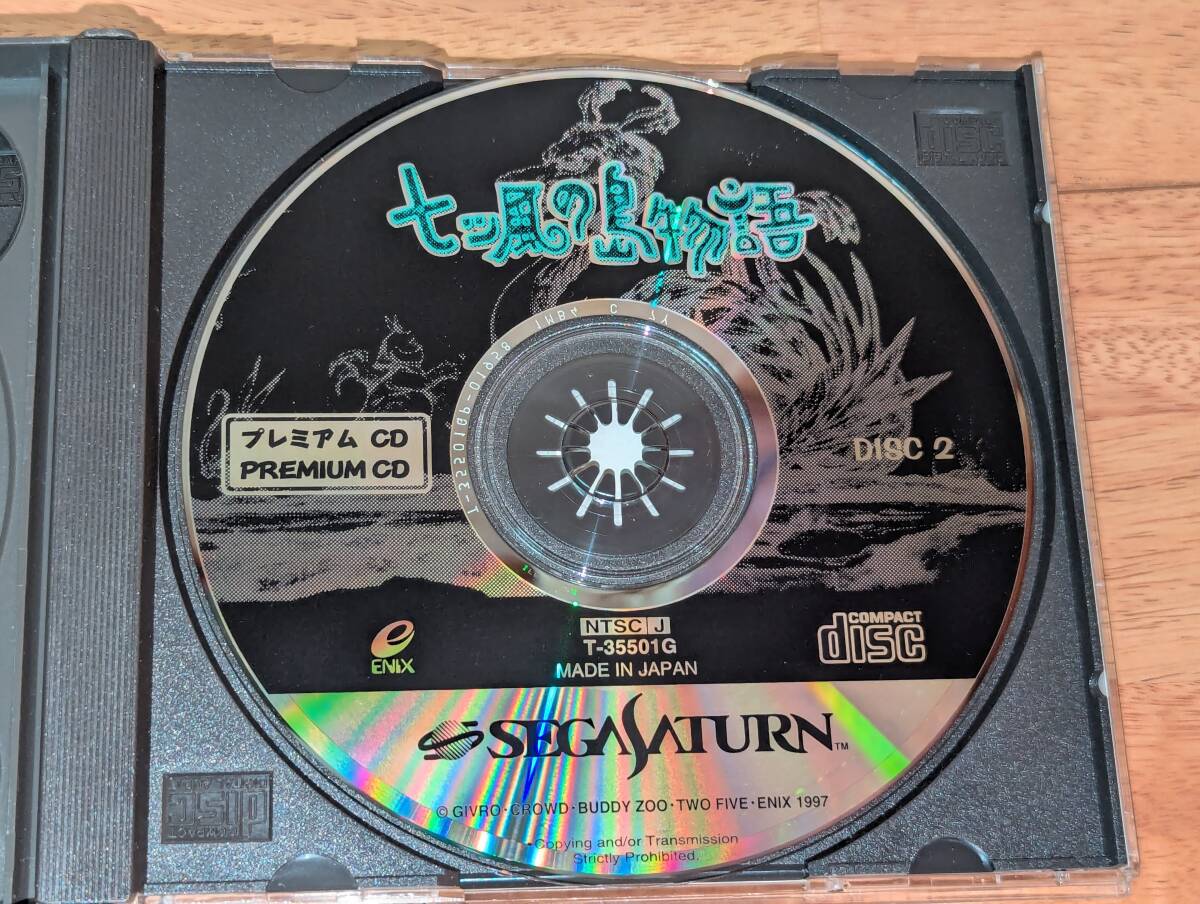 七ツ風の島物語
プレミアム CD
PREMIUM CD
DISC 2
ENIX
NTSC J
T-35501G
MADE IN JAPAN
COMPACT
disc
SEGA SATURN™
© GIVRO・CROWD・BUDDY ZOO・TWO FIVE・ENIX 1997
Copying and/or Transmission
Strictly Prohibited.